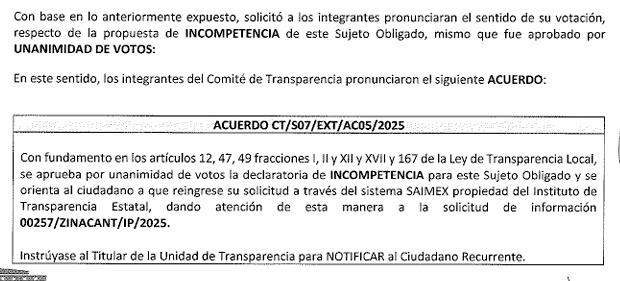 Con base en lo anteriormente expuesto, solicitó a los integrantes pronunciaran el sentido de su votación,
respecto de la propuesta de INCOMPETENCIA de este Sujeto Obligado, mismo que fue aprobado por
UNANIMIDAD DE VOTOS:
En este sentido, los integrantes del Comité de Transparencia pronunciaron el siguiente ACUERDO:
ACUERDO CT/S07/EXT/AC05/2025
Con fundamento en los artículos 12, 47, 49 fracciones I, II y XII y XVII y 167 de la Ley de Transparencia Local,
se aprueba por unanimidad de votos la declaratoria de INCOMPETENCIA para este Sujeto Obligado y se
orienta al ciudadano a que reingrese su solicitud a través del sistema SAIMEX propiedad del Instituto de
Transparencia Estatal, dando atención de esta manera a la solicitud de información
00257/ZINACANT/IP/2025.
Instrúyase al Titular de la Unidad de Transparencia para NOTIFICAR al Ciudadano Recurrente.